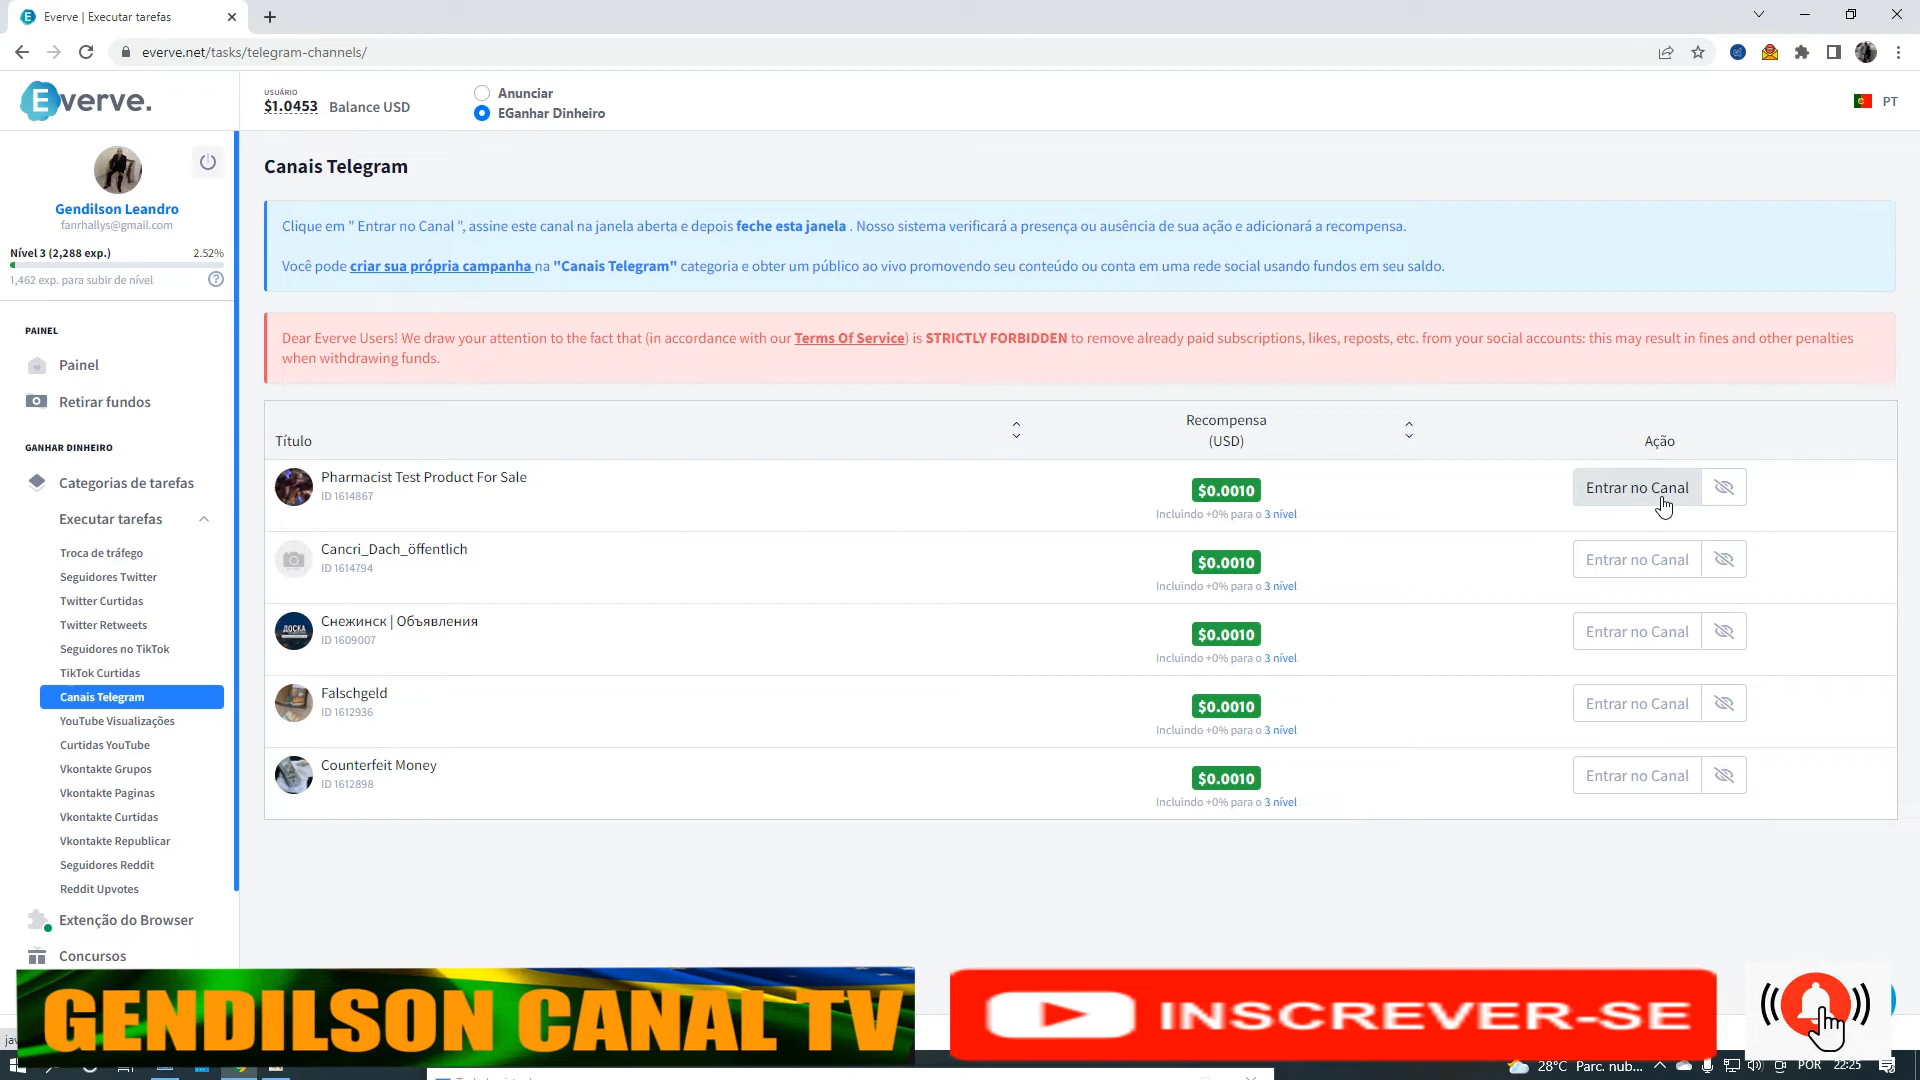 Everve | Executar tarefas
everve.net/tasks/telegram-channels/
Everve.
USUÁRIO
$1.0453 Balance USD
Anunciar
EGanhar Dinheiro
PT
Gendilson Leandro
fanrhallys@gmail.com
Nível 3 (2,288 exp.) 2.52%
1,462 exp. para subir de nível
PAINEL
Painel
Retirar fundos
GANHAR DINHEIRO
Categorias de tarefas
Executar tarefas
Troca de tráfego
Seguidores Twitter
Twitter Curtidas
Twitter Retweets
Seguidores no TikTok
TikTok Curtidas
Canais Telegram
YouTube Visualizações
Curtidas YouTube
Vkontakte Grupos
Vkontakte Paginas
Vkontakte Curtidas
Vkontakte Republicar
Seguidores Reddit
Reddit Upvotes
Extenção do Browser
Concursos
Canais Telegram
Clique em " Entrar no Canal ", assine este canal na janela aberta e depois feche esta janela . Nosso sistema verificará a presença ou ausência de sua ação e adicionará a recompensa.
Você pode criar sua própria campanha na "Canais Telegram" categoria e obter um público ao vivo promovendo seu conteúdo ou conta em uma rede social usando fundos em seu saldo.
Dear Everve Users! We draw your attention to the fact that (in accordance with our Terms Of Service) is STRICTLY FORBIDDEN to remove already paid subscriptions, likes, reposts, etc. from your social accounts: this may result in fines and other penalties
when withdrawing funds.
Título Recompensa (USD) Ação
Pharmacist Test Product For Sale
ID 1614867
$0.0010
Incluindo +0% para o 3 nível
Entrar no Canal
Cancri_Dach_öffentlich
ID 1614794
$0.0010
Incluindo +0% para o 3 nível
Entrar no Canal
ДОСКА
Снежинск | Объявления
ID 1609007
$0.0010
Incluindo +0% para o 3 nível
Entrar no Canal
Falschgeld
ID 1612936
$0.0010
Incluindo +0% para o 3 nível
Entrar no Canal
Counterfeit Money
ID 1612898
$0.0010
Incluindo +0% para o 3 nível
Entrar no Canal
GENDILSON CANAL TV
INSCREVER-SE
28°C Parc. nub... POR 22:25